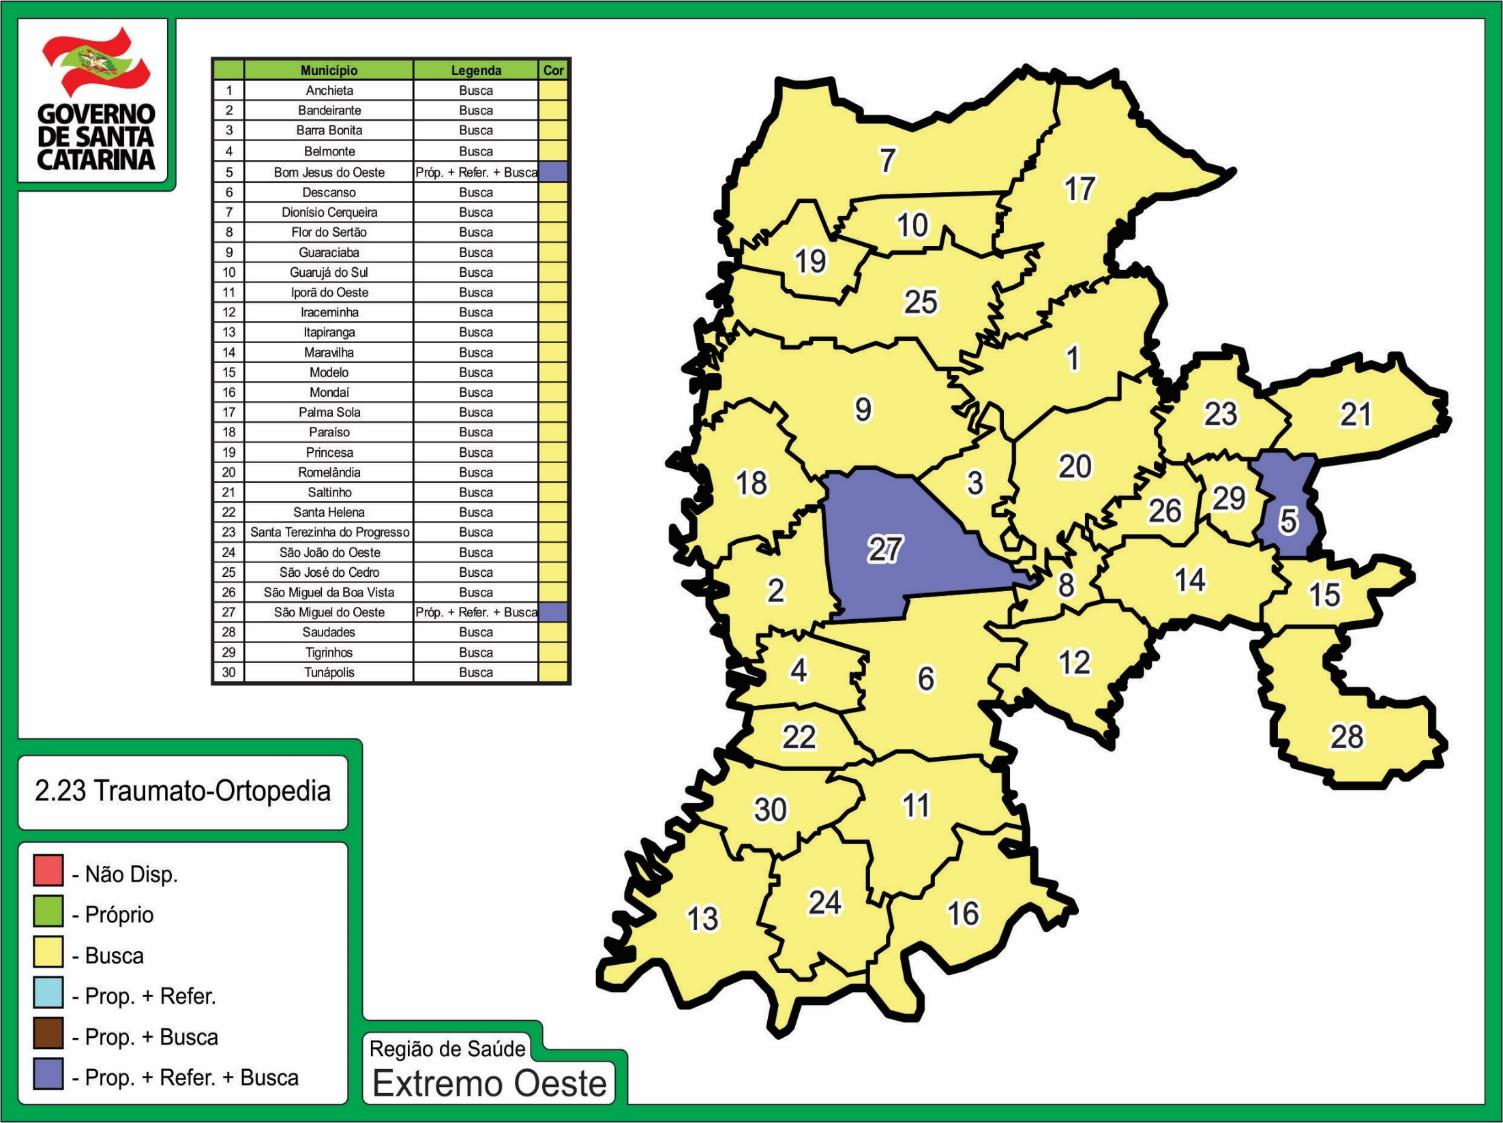 GOVERNO
DE SANTA
CATARINA
Município Legenda Cor
1 Anchieta Busca
2 Bandeirante Busca
3 Barra Bonita Busca
4 Belmonte Busca
5 Bom Jesus do Oeste Próp. + Refer. + Busca
6 Descanso Busca
7 Dionísio Cerqueira Busca
8 Flor do Sertão Busca
9 Guaraciaba Busca
10 Guarujá do Sul Busca
11 Iporã do Oeste Busca
12 Iraceminha Busca
13 Itapiranga Busca
14 Maravilha Busca
15 Modelo Busca
16 Mondaí Busca
17 Palma Sola Busca
18 Paraíso Busca
19 Princesa Busca
20 Romelândia Busca
21 Saltinho Busca
22 Santa Helena Busca
23 Santa Terezinha do Progresso Busca
24 São João do Oeste Busca
25 São José do Cedro Busca
26 São Miguel da Boa Vista Busca
27 São Miguel do Oeste Próp. + Refer. + Busca
28 Saudades Busca
29 Tigrinhos Busca
30 Tunápolis Busca
7
17
10
19
25
1
9
23
21
20
18
3
29
26
5
27
14
8
2
15
12
4
6
22
28
11
30
24
16
13
2.23 Traumato-Ortopedia
- Não Disp.
- Próprio
- Busca
- Prop. + Refer.
- Prop. + Busca
- Prop. + Refer. + Busca
Região de Saúde
Extremo Oeste